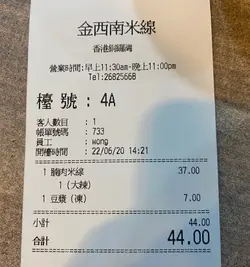 金西南米線
香港銅鑼灣
營業時間:早上11:30am-晚上11:00pm
Tel:26825668
檯號：4A
客人數目 : 1
帳單號碼 : 733
員工 : wong
開檯時間 : 22/06/20 14:21
1 腩肉米線 37.00
1 (大辣)
1 豆漿(凍) 7.00
小計 44.00
合計 44.00